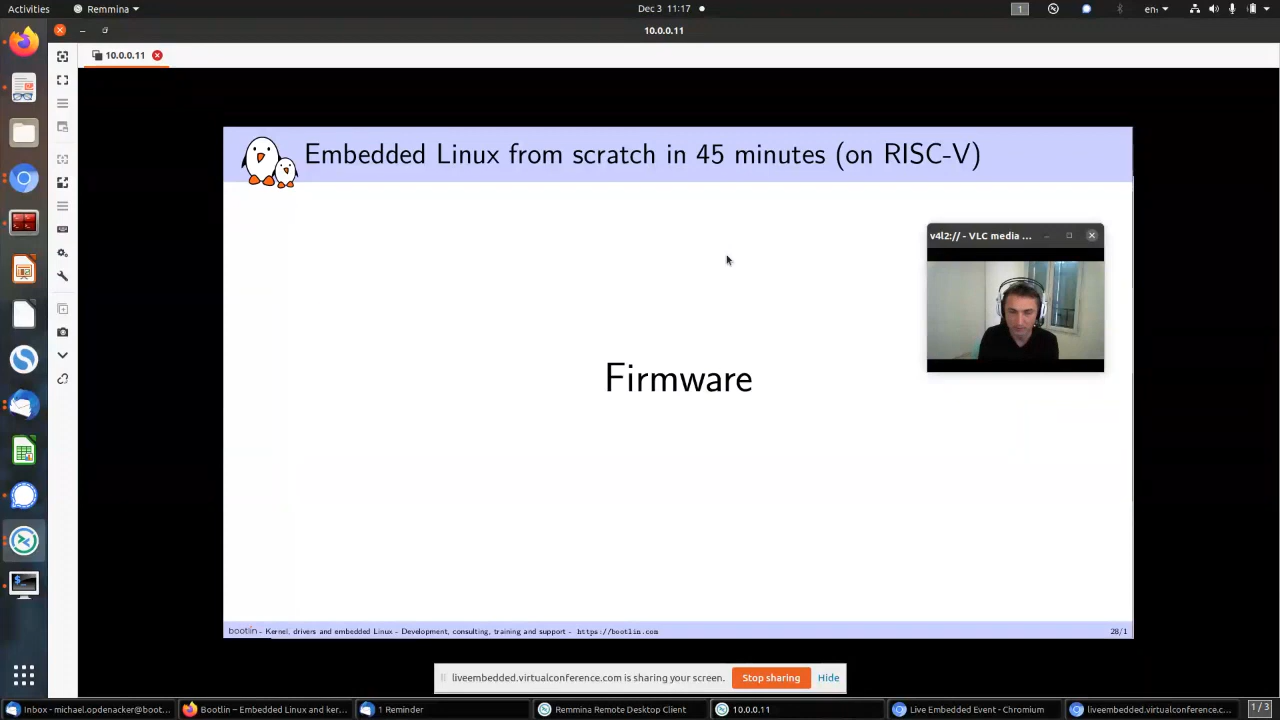 Activities
Remmina
Dec 3 11:17
1
en
10.0.0.11
10.0.0.11
Embedded Linux from scratch in 45 minutes (on RISC-V)
v4l2:// - VLC media ...
Firmware
bootlin - Kernel, drivers and embedded Linux - Development, consulting, training and support - https://bootlin.com
28/1
liveembedded.virtualconference.com is sharing your screen.
Stop sharing
Hide
Inbox - michael.opdenacker@boot...
Bootlin – Embedded Linux and ker...
1 Reminder
Remmina Remote Desktop Client
10.0.0.11
Live Embedded Event - Chromium
liveembedded.virtualconference.c...
1 / 3